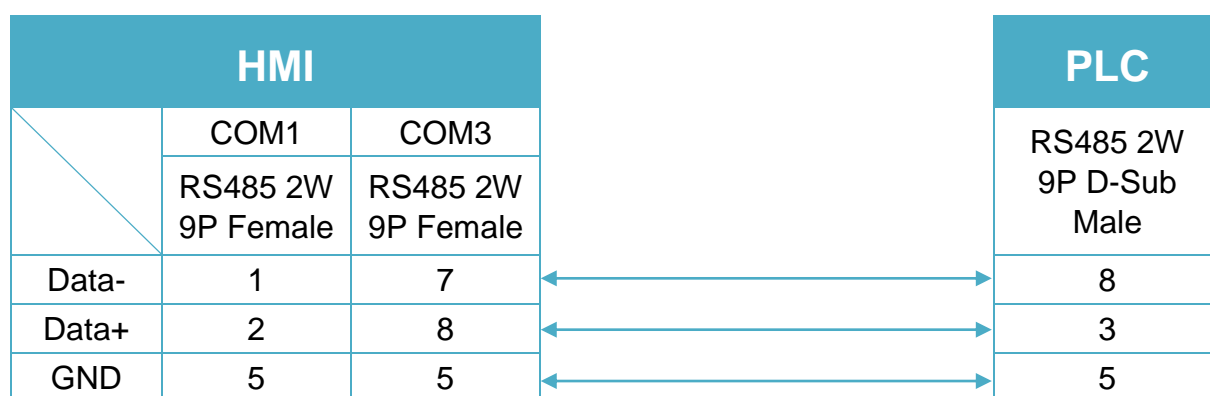 HMI PLC
COM1 COM3
RS485 2W
9P D-Sub
Male
RS485 2W RS485 2W
9P Female 9P Female
Data- 1 7 8
Data+ 2 8 3
GND 5 5 5